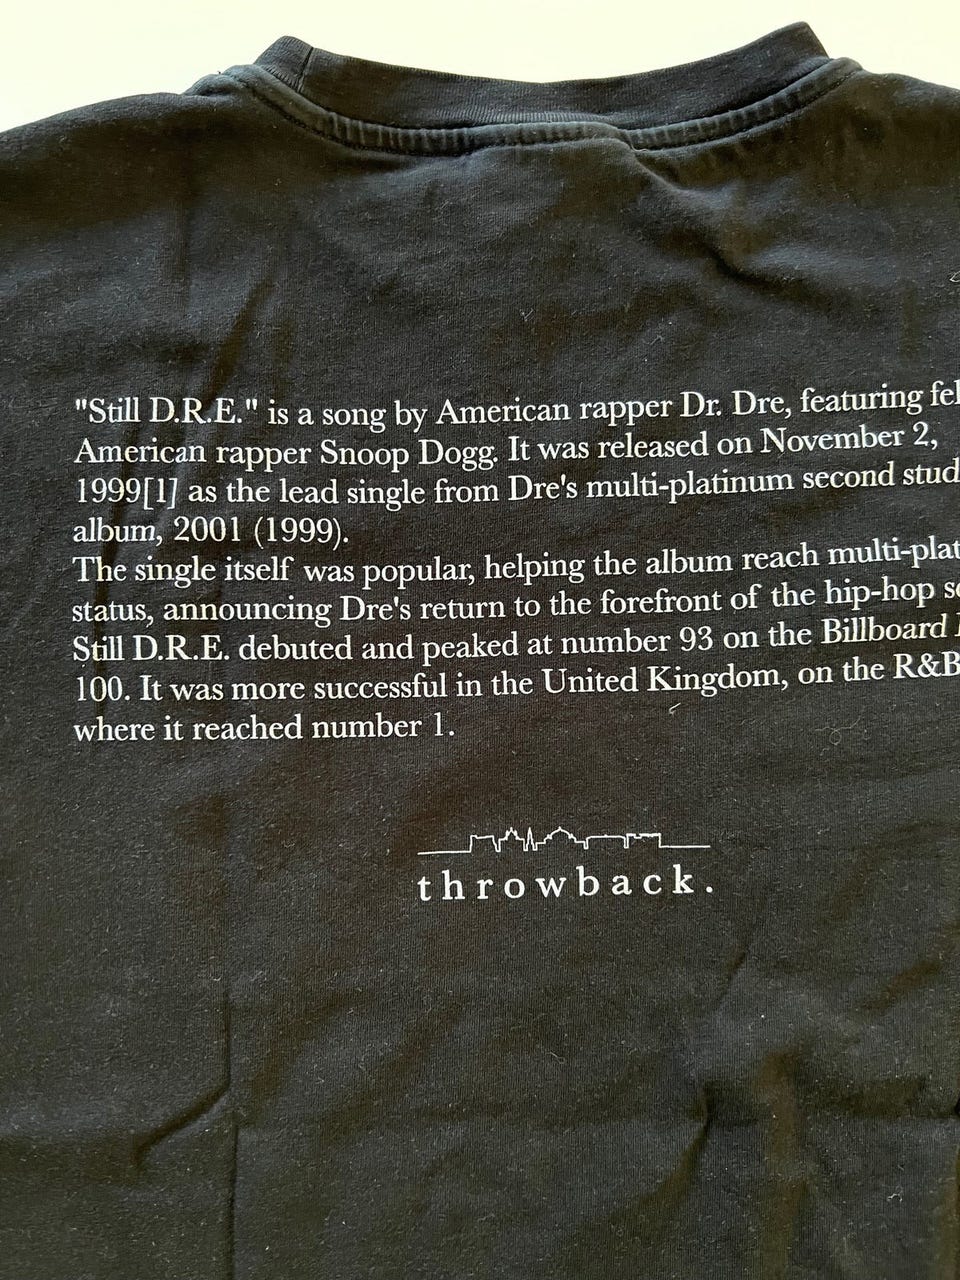 "Still D.R.E." is a song by American rapper Dr. Dre, featuring
American rapper Snoop Dogg. It was released on November 2,
1999[1] as the lead single from Dre's multi-platinum second
album, 2001 (1999).
The single itself was popular, helping the album reach
status, announcing Dre's return to the forefront of the hip-hop
Still D.R.E. debuted and peaked at number 93 on the Billboard
100. It was more successful in the United Kingdom, on the R&B
where it reached number 1.
throwback.